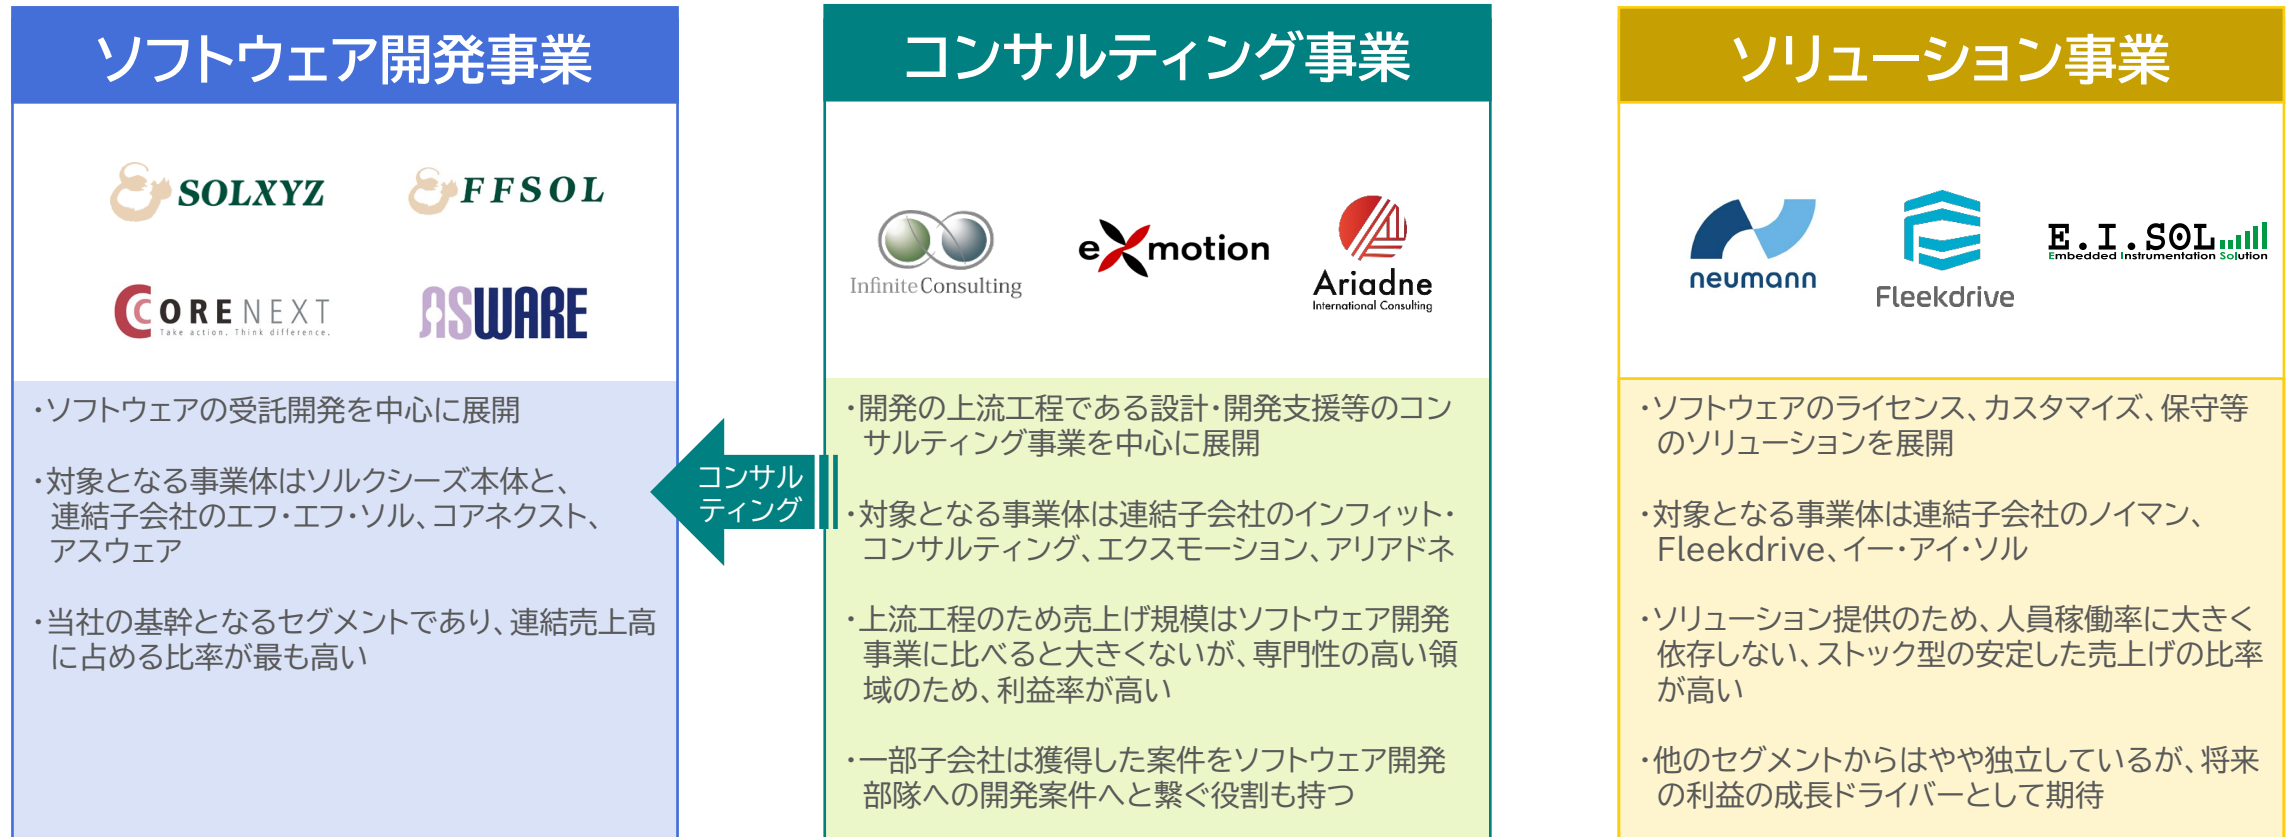 ソフトウェア開発事業
SOLXYZ
FFSOL
CORENEXT
Take action. Think difference.
ASWARE
・ソフトウェアの受託開発を中心に展開
・対象となる事業体はソルクシーズ本体と、
連結子会社のエフ・エフ・ソル、コアネクスト、
アスウェア
・当社の基幹となるセグメントであり、連結売上高
に占める比率が最も高い
コンサル
ティング
コンサルティング事業
InfiniteConsulting
eXmotion
Ariadne
International Consulting
・開発の上流工程である設計・開発支援等のコン
サルティング事業を中心に展開
・対象となる事業体は連結子会社のインフィット・
コンサルティング、エクスモーション、アリアドネ
・上流工程のため売上げ規模はソフトウェア開発
事業に比べると大きくないが、専門性の高い領
域のため、利益率が高い
・一部子会社は獲得した案件をソフトウェア開発
部隊への開発案件へと繋ぐ役割も持つ
ソリューション事業
neumann
Fleekdrive
E.I.SOL
Embedded Instrumentation Solution
・ソフトウェアのライセンス、カスタマイズ、保守等
のソリューションを展開
・対象となる事業体は連結子会社のノイマン、
Fleekdrive、イー・アイ・ソル
・ソリューション提供のため、人員稼働率に大きく
依存しない、ストック型の安定した売上げの比率
が高い
・他のセグメントからはやや独立しているが、将来
の利益の成長ドライバーとして期待